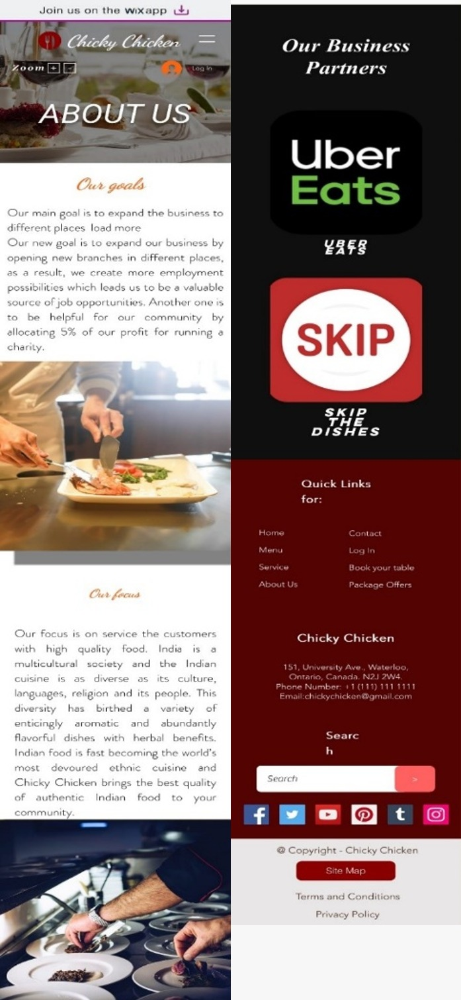 Join us on the WiX app
Chicky Chicken
Zoom + -
Log In
ABOUT US
Our goals
Our main goal is to expand the business to
different places load more
Our new goal is to expand our business by
opening new branches in different places,
as a result, we create more employment
possibilities which leads us to be a valuable
source of job opportunities. Another one is
to be helpful for our community by
allocating 5% of our profit for running a
charity.
Our focus
Our focus is on service the customers
with high quality food. India is a
multicultural society and the Indian
cuisine is as diverse as its culture,
languages, religion and its people. This
diversity has birthed a variety of
enticingly aromatic and abundantly
flavorful dishes with herbal benefits.
Indian food is fast becoming the world's
most devoured ethnic cuisine and
Chicky Chicken brings the best quality
of authentic Indian food to your
community.
Our Business
Partners
Uber
Eats
UBER
EATS
SKIP
SKIP
THE
DISHES
Quick Links
for:
Home
Menu
Service
About Us
Contact
Log In
Book your table
Package Offers
Chicky Chicken
151, University Ave., Waterloo,
Ontario, Canada. N2J 2W4.
Phone Number: +1 (111) 111 1111
Email:chickychicken@gmail.com
Searc
h
Search >
@ Copyright - Chicky Chicken
Site Map
Terms and Conditions
Privacy Policy